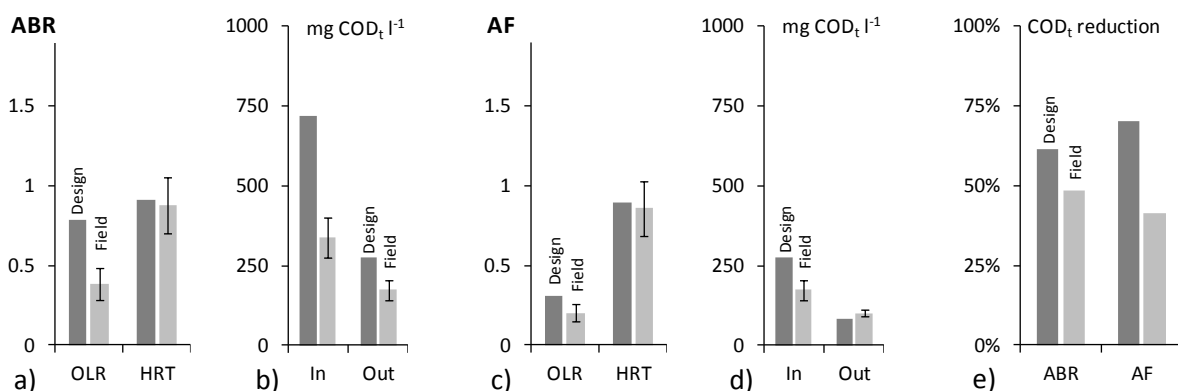 ABR
1.5
1
0.5
0
Design
Field
OLR HRT
a)
mg CODₜ l⁻¹
1000
750
500
250
0
Design
Field
In Out
b)
AF
1.5
1
0.5
0
Design
Field
OLR HRT
c)
mg CODₜ l⁻¹
1000
750
500
250
0
Design
Field
In Out
d)
CODₜ reduction
100%
75%
50%
25%
0%
Design
Field
ABR AF
e)